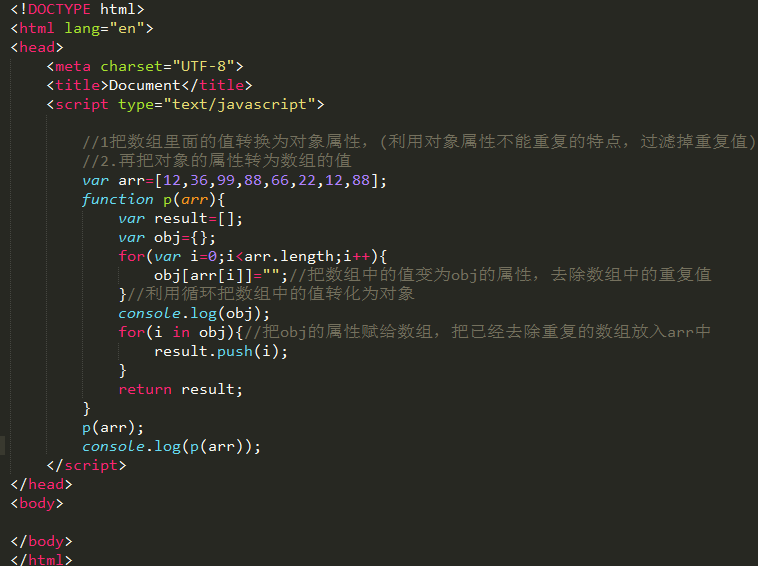 <!DOCTYPE html>
<html lang="en">
<head>
    <meta charset="UTF-8">
    <title>Document</title>
    <script type="text/javascript">

        //1把数组里面的值转换为对象属性，(利用对象属性不能重复的特点，过滤掉重复值)
        //2.再把对象的属性转为数组的值
        var arr=[12,36,99,88,66,22,12,88];
        function p(arr){
            var result=[];
            var obj={};
            for(var i=0;i<arr.length;i++){
                obj[arr[i]]="";//把数组中的值变为obj的属性，去除数组中的重复值
            }//利用循环把数组中的值转化为对象
            console.log(obj);
            for(i in obj){//把obj的属性赋给数组，把已经去除重复的数组放入arr中
                result.push(i);
            }
            return result;
        }
        p(arr);
        console.log(p(arr));
    </script>
</head>
<body>

</body>
</html>